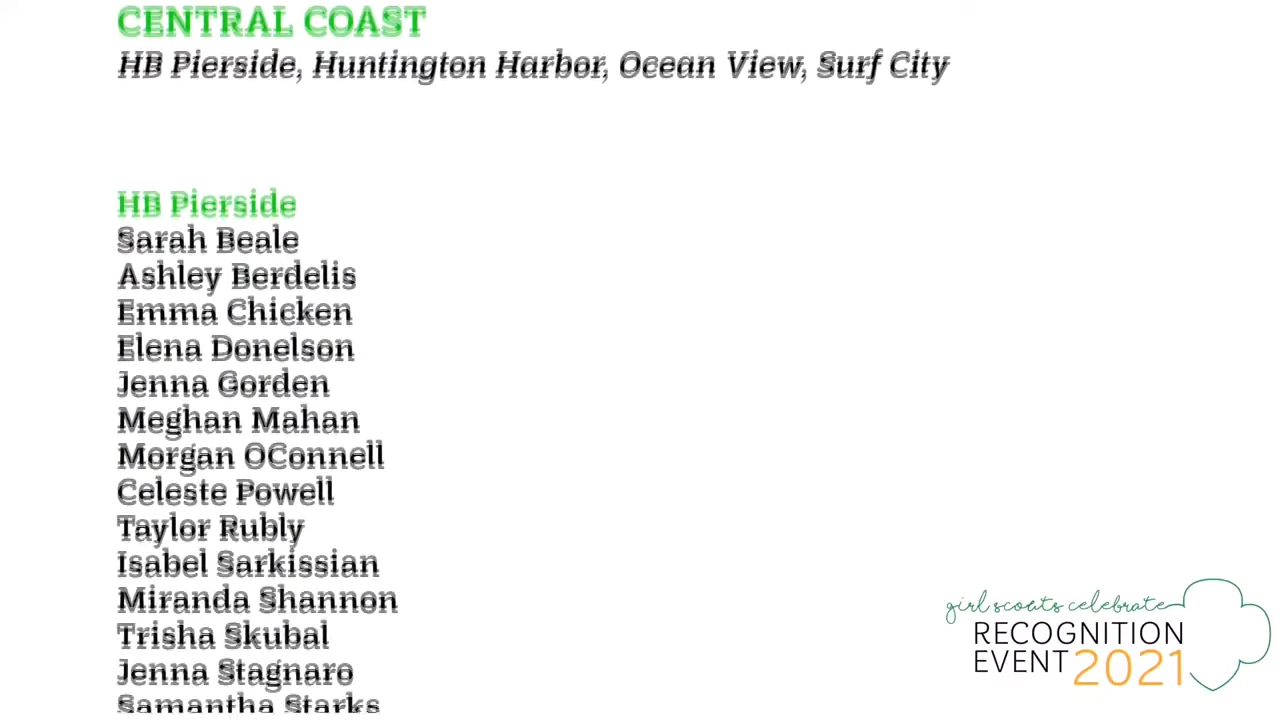 CENTRAL COAST
HB Pierside, Huntington Harbor, Ocean View, Surf City
HB Pierside
Sarah Beale
Ashley Berdelis
Emma Chicken
Elena Donelson
Jenna Gorden
Meghan Mahan
Morgan OConnell
Celeste Powell
Taylor Rubly
Isabel Sarkissian
Miranda Shannon
Trisha Skubal
Jenna Stagnaro
Samantha Starks
girl scouts celebrate
RECOGNITION
EVENT 2021